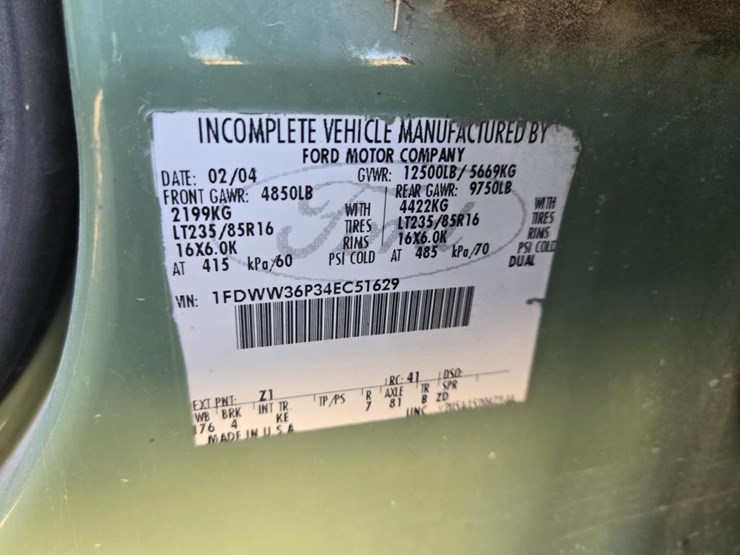 INCOMPLETE VEHICLE MANUFACTURED BY
FORD MOTOR COMPANY
DATE: 02/04 GVWR: 12500LB/5669KG
FRONT GAWR: 4850LB REAR GAWR: 9750LB
2199KG WITH 4422KG WITH
LT235/85R16 TIRES LT235/85R16 TIRES
16X6.0K RIMS 16X6.0K RIMS
AT 415 kPa/60 PSI COLD AT 485 kPa/70 PSI COLD
DUAL
Ford
VIN: 1FDWW36P34EC51629
EXT PNT: Z1 RC: 41 DSO:
WB BRK INT TR TP/PS R AXLE TR SPR
176 4 KE 7 81 B ZD
MADE IN U.S.A UNC